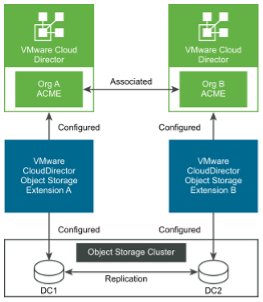 VMware Cloud
Director
VMware Cloud
Director
Org A
ACME
Associated
Org B
ACME
Configured
Configured
VMware
CloudDirector
Object Storage
Extension A
VMware
CloudDirector
Object Storage
Extension B
Configured
Configured
Object Storage Cluster
DC1
Replication
DC2